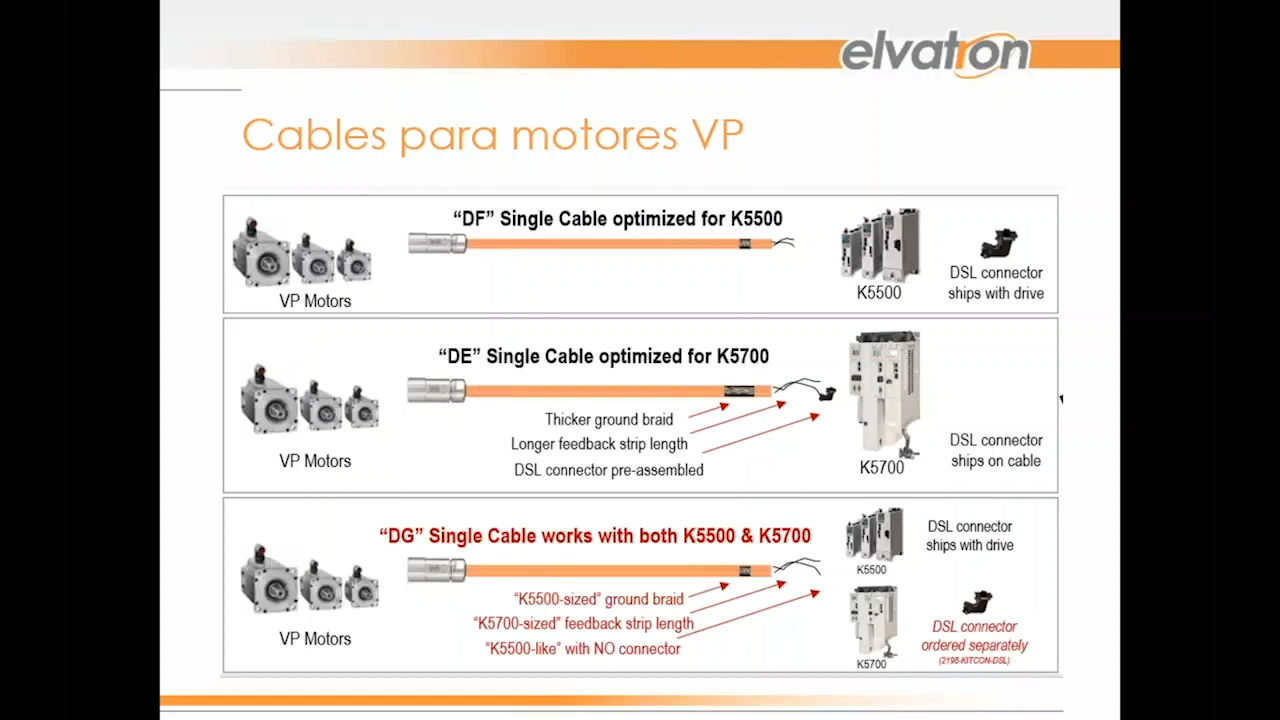 elvatron
Cables para motores VP
“DF” Single Cable optimized for K5500
VP Motors
K5500
DSL connector
ships with drive
“DE” Single Cable optimized for K5700
Thicker ground braid
Longer feedback strip length
DSL connector pre-assembled
VP Motors
K5700
DSL connector
ships on cable
“DG” Single Cable works with both K5500 & K5700
“K5500-sized” ground braid
“K5700-sized” feedback strip length
“K5500-like” with NO connector
VP Motors
K5500
DSL connector
ships with drive
K5700
DSL connector
ordered separately
(2198-KITCON-DSL)